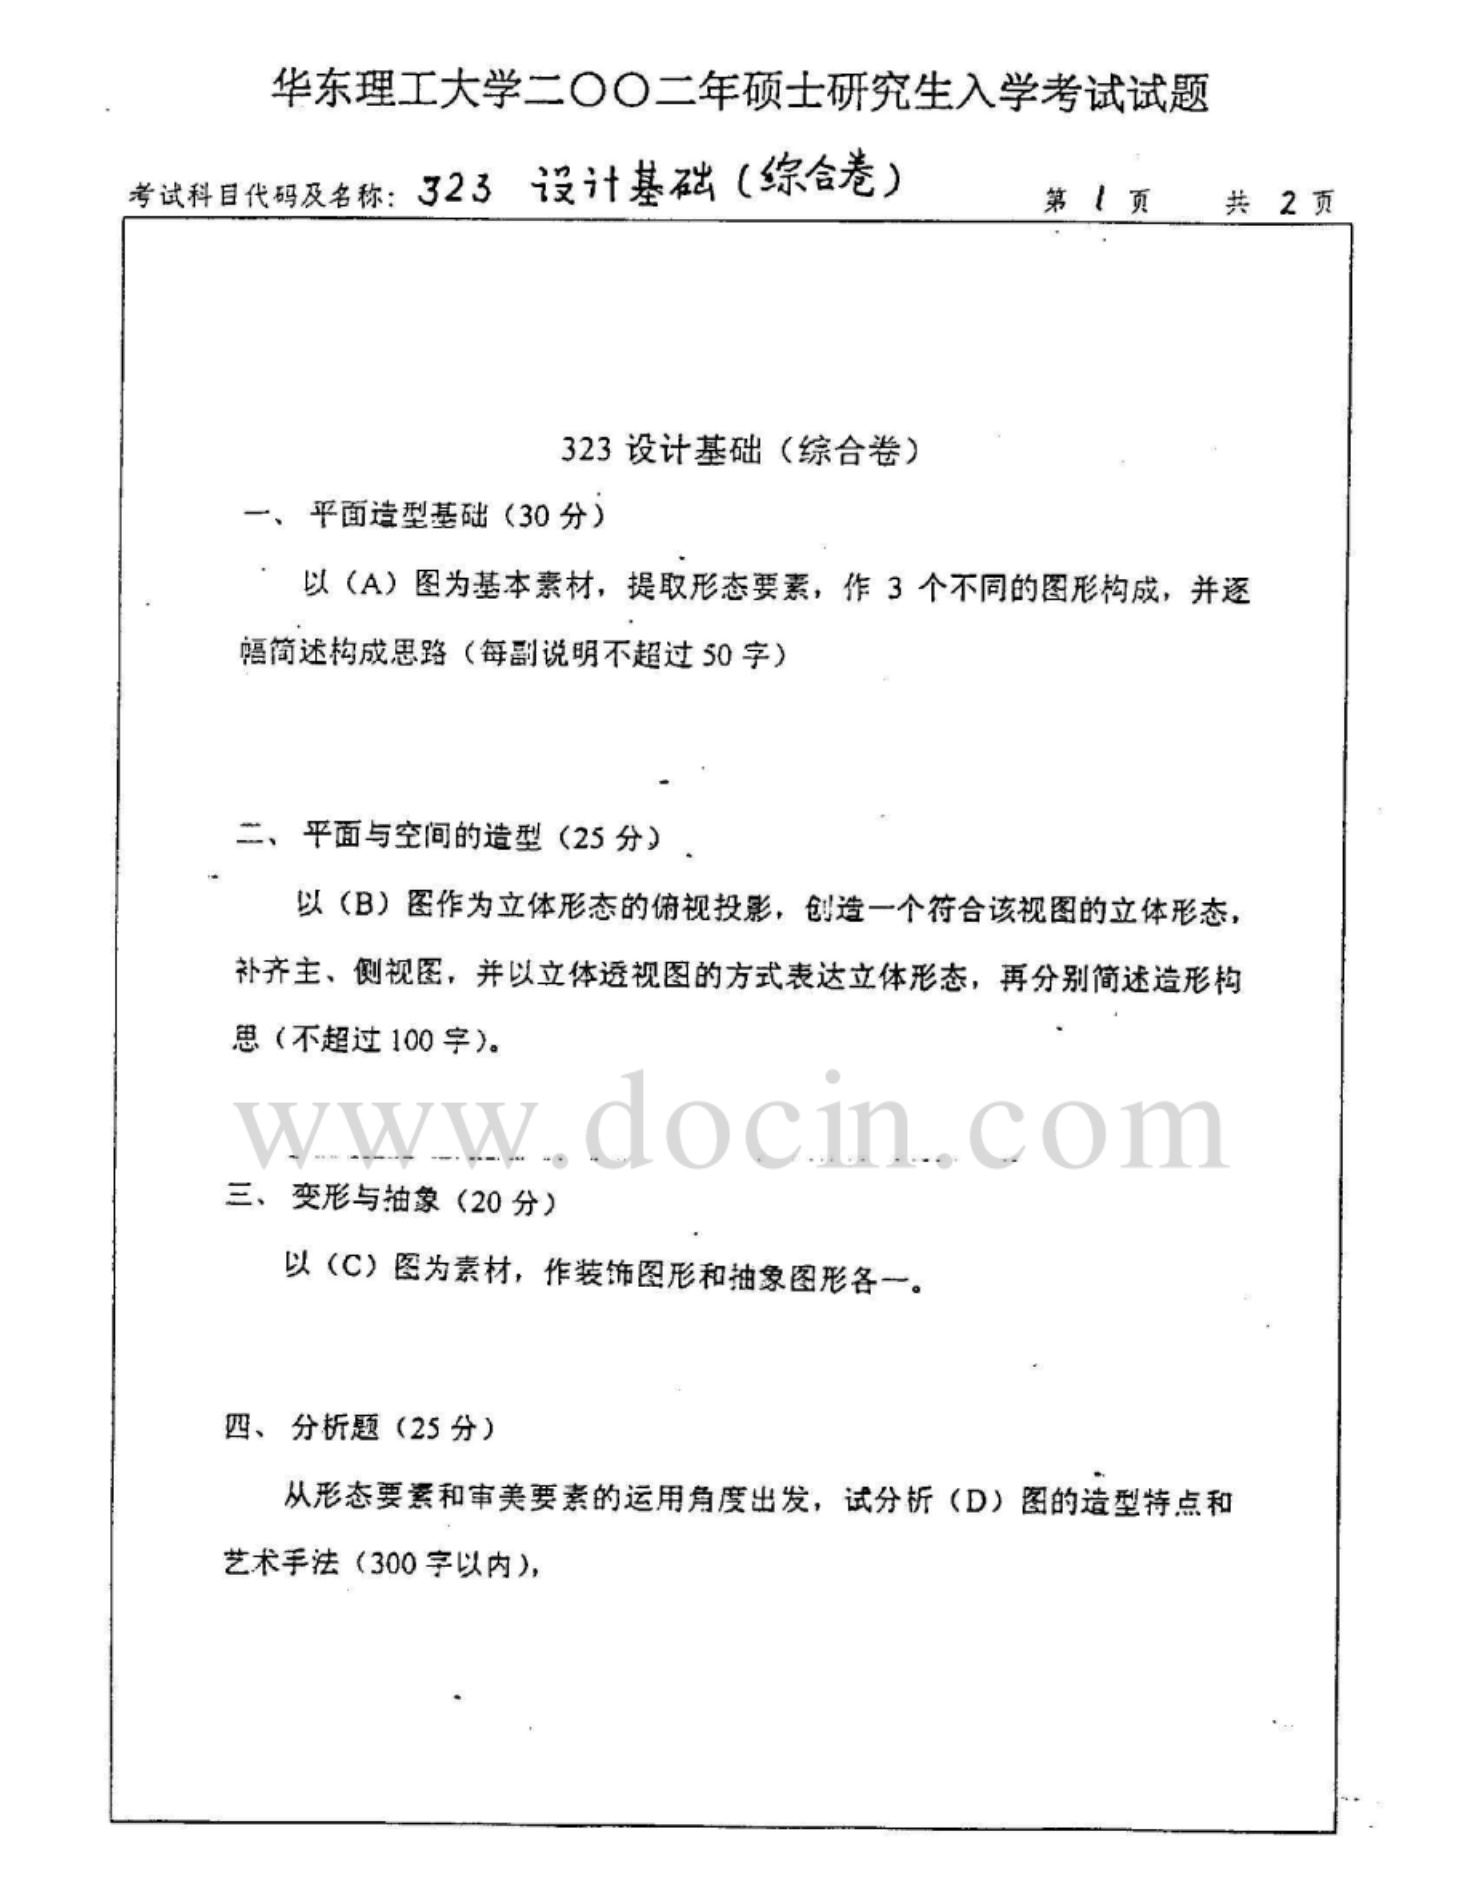 华东理工大学二〇〇二年硕士研究生入学考试试题
考试科目代码及名称：323 设计基础（综合卷） 第 1 页 共 2 页
323 设计基础（综合卷）
一、 平面造型基础（30 分）
以（A）图为基本素材，提取形态要素，作 3 个不同的图形构成，并逐
幅简述构成思路（每副说明不超过 50 字）
二、 平面与空间的造型（25 分）
以（B）图作为立体形态的俯视投影，创造一个符合该视图的立体形态，
补齐主、侧视图，并以立体透视图的方式表达立体形态，再分别简述造形构
思（不超过 100 字）。
www.docin.com
三、 变形与抽象（20 分）
以（C）图为素材，作装饰图形和抽象图形各一。
四、 分析题（25 分）
从形态要素和审美要素的运用角度出发，试分析（D）图的造型特点和
艺术手法（300 字以内），